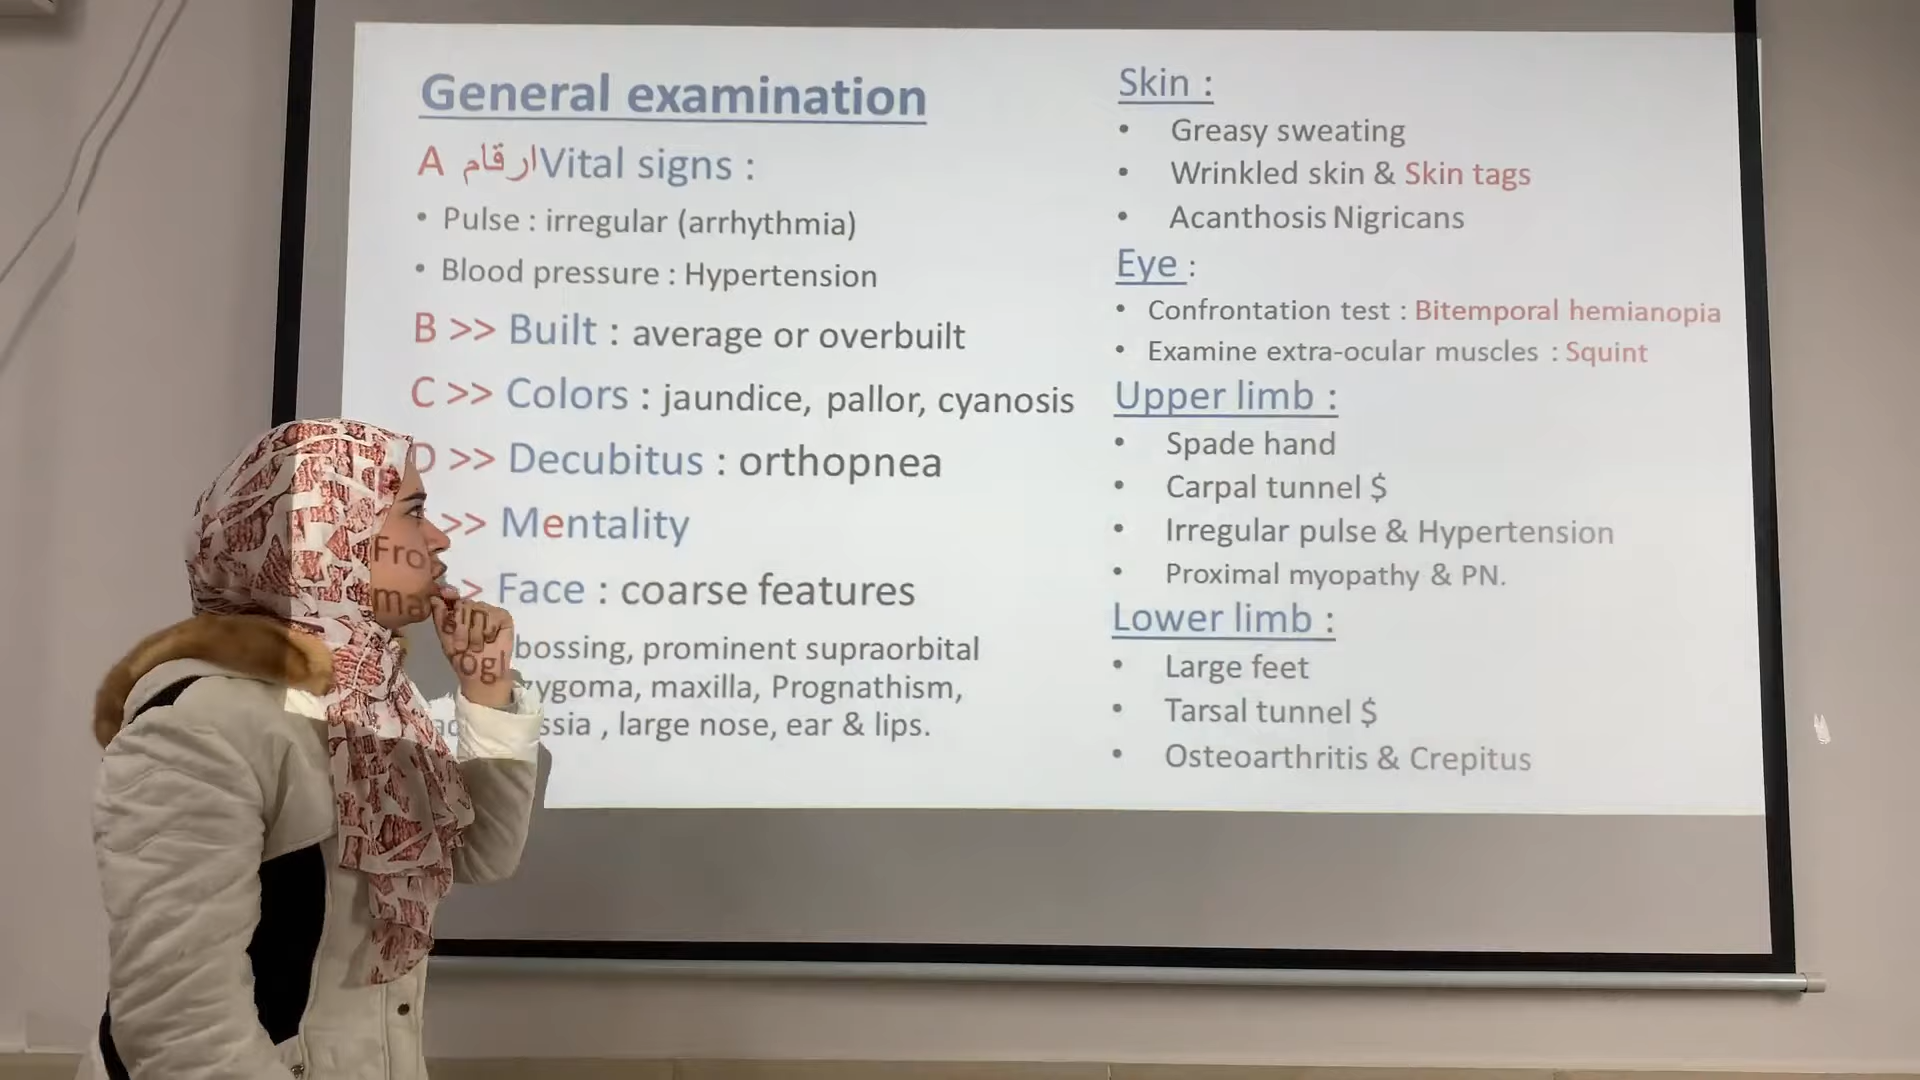 General examination
A ارقام Vital signs :
• Pulse : irregular (arrhythmia)
• Blood pressure : Hypertension
B >> Built : average or overbuilt
C >> Colors : jaundice, pallor, cyanosis
D >> Decubitus : orthopnea
>> Mentality
> Face : coarse features
Fro bossing, prominent supraorbital
margin, zygoma, maxilla, Prognathism,
large nose, ear & lips.
Skin :
• Greasy sweating
• Wrinkled skin & Skin tags
• Acanthosis Nigricans
Eye :
• Confrontation test : Bitemporal hemianopia
• Examine extra-ocular muscles : Squint
Upper limb :
• Spade hand
• Carpal tunnel $
• Irregular pulse & Hypertension
• Proximal myopathy & PN.
Lower limb :
• Large feet
• Tarsal tunnel $
• Osteoarthritis & Crepitus